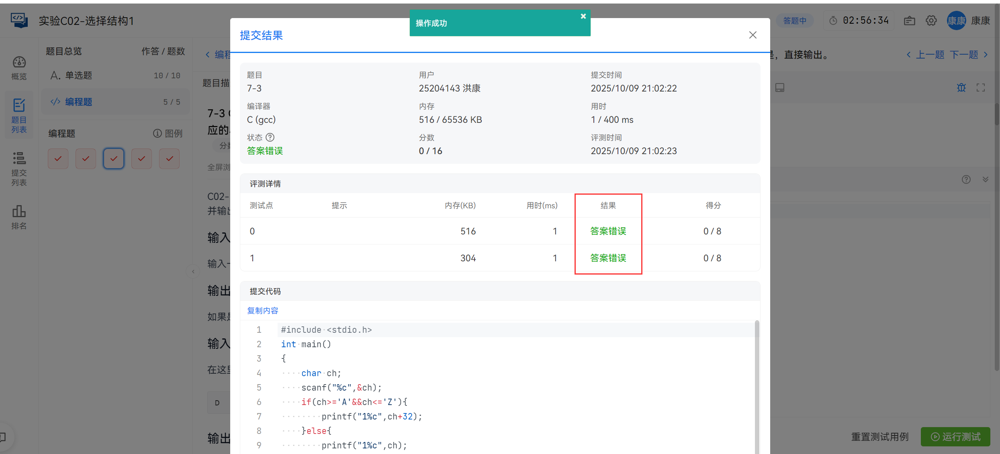 实验C02-选择结构1
操作成功
答题中
02:56:34
康康
康康
概览
题目
列表
提交
列表
排名
题目总览
作答 / 题数
A. 单选题
10 / 10
</> 编程题
5 / 5
编程题
图例
编程
是，直接输出。
上一题
下一题
题目描
7-3
应的
分数
全屏浏
C02-
并输出
输入
输入一
输出
如果是
输入
在这里
D
输出
提交结果
题目
用户
提交时间
7-3
25204143 洪康
2025/10/09 21:02:22
编译器
内存
用时
C (gcc)
516 / 65536 KB
1 / 400 ms
状态
分数
评测时间
答案错误
0 / 16
2025/10/09 21:02:23
评测详情
测试点
提示
内存(KB)
用时(ms)
结果
得分
0
516
1
答案错误
0 / 8
1
304
1
答案错误
0 / 8
提交代码
复制内容
1 #include <stdio.h>
2 int main()
3 {
4 char ch;
5 scanf("%c",&ch);
6 if(ch>='A'&&ch<='Z'){
7 printf("1%c",ch+32);
8 }else{
9 printf("1%c",ch);
重置测试用例
运行测试